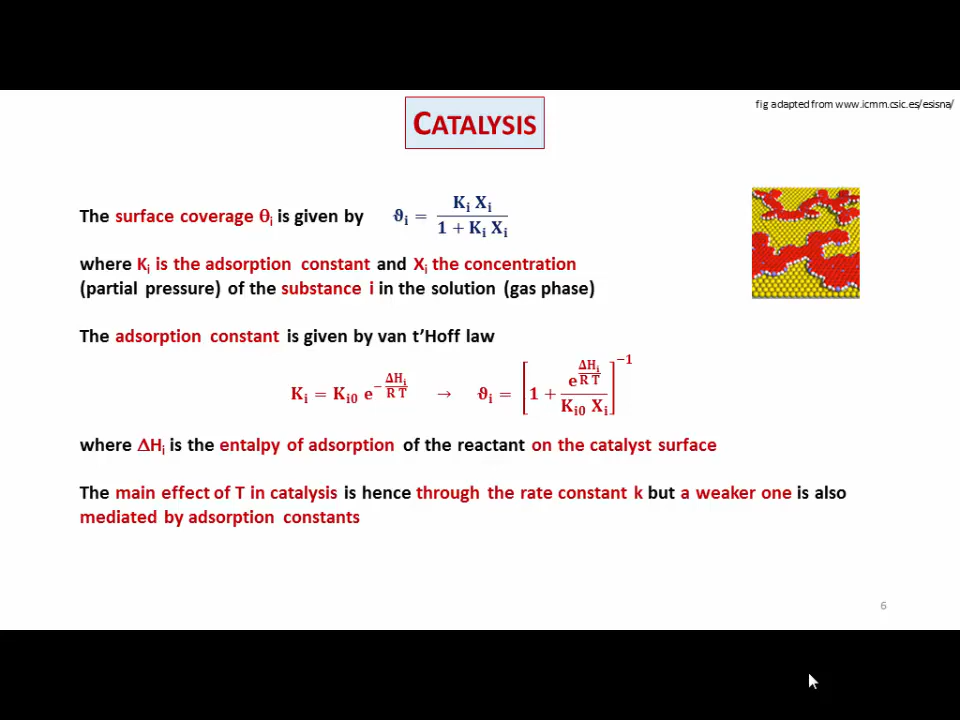 fig adapted from www.icmm.csic.es/esisna/
CATALYSIS
The surface coverage Θi is given by ϑi = Ki Xi / (1 + Ki Xi)
where Ki is the adsorption constant and Xi the concentration
(partial pressure) of the substance i in the solution (gas phase)
The adsorption constant is given by van t’Hoff law
Ki = Ki0 e^(−ΔHi / R T) → ϑi = [1 + e^(ΔHi / R T) / (Ki0 Xi)]^−1
where ΔHi is the entalpy of adsorption of the reactant on the catalyst surface
The main effect of T in catalysis is hence through the rate constant k but a weaker one is also
mediated by adsorption constants
6